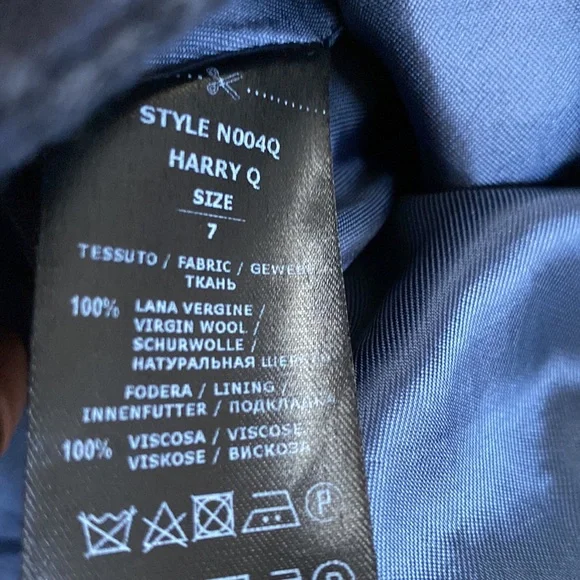 STYLE N004Q
HARRY Q
SIZE
7
TESSUTO / FABRIC /
ТКАНЬ
100% LANA VERGINE /
VIRGIN WOOL /
SCHURWOLLE /
НАТУРАЛЬНАЯ
FODERA / LINING /
INNENFUTTER / ПОДКЛАДКА
100% VISCOSA / VISCOSE
VISKOSE / ВИСКОЗА
P